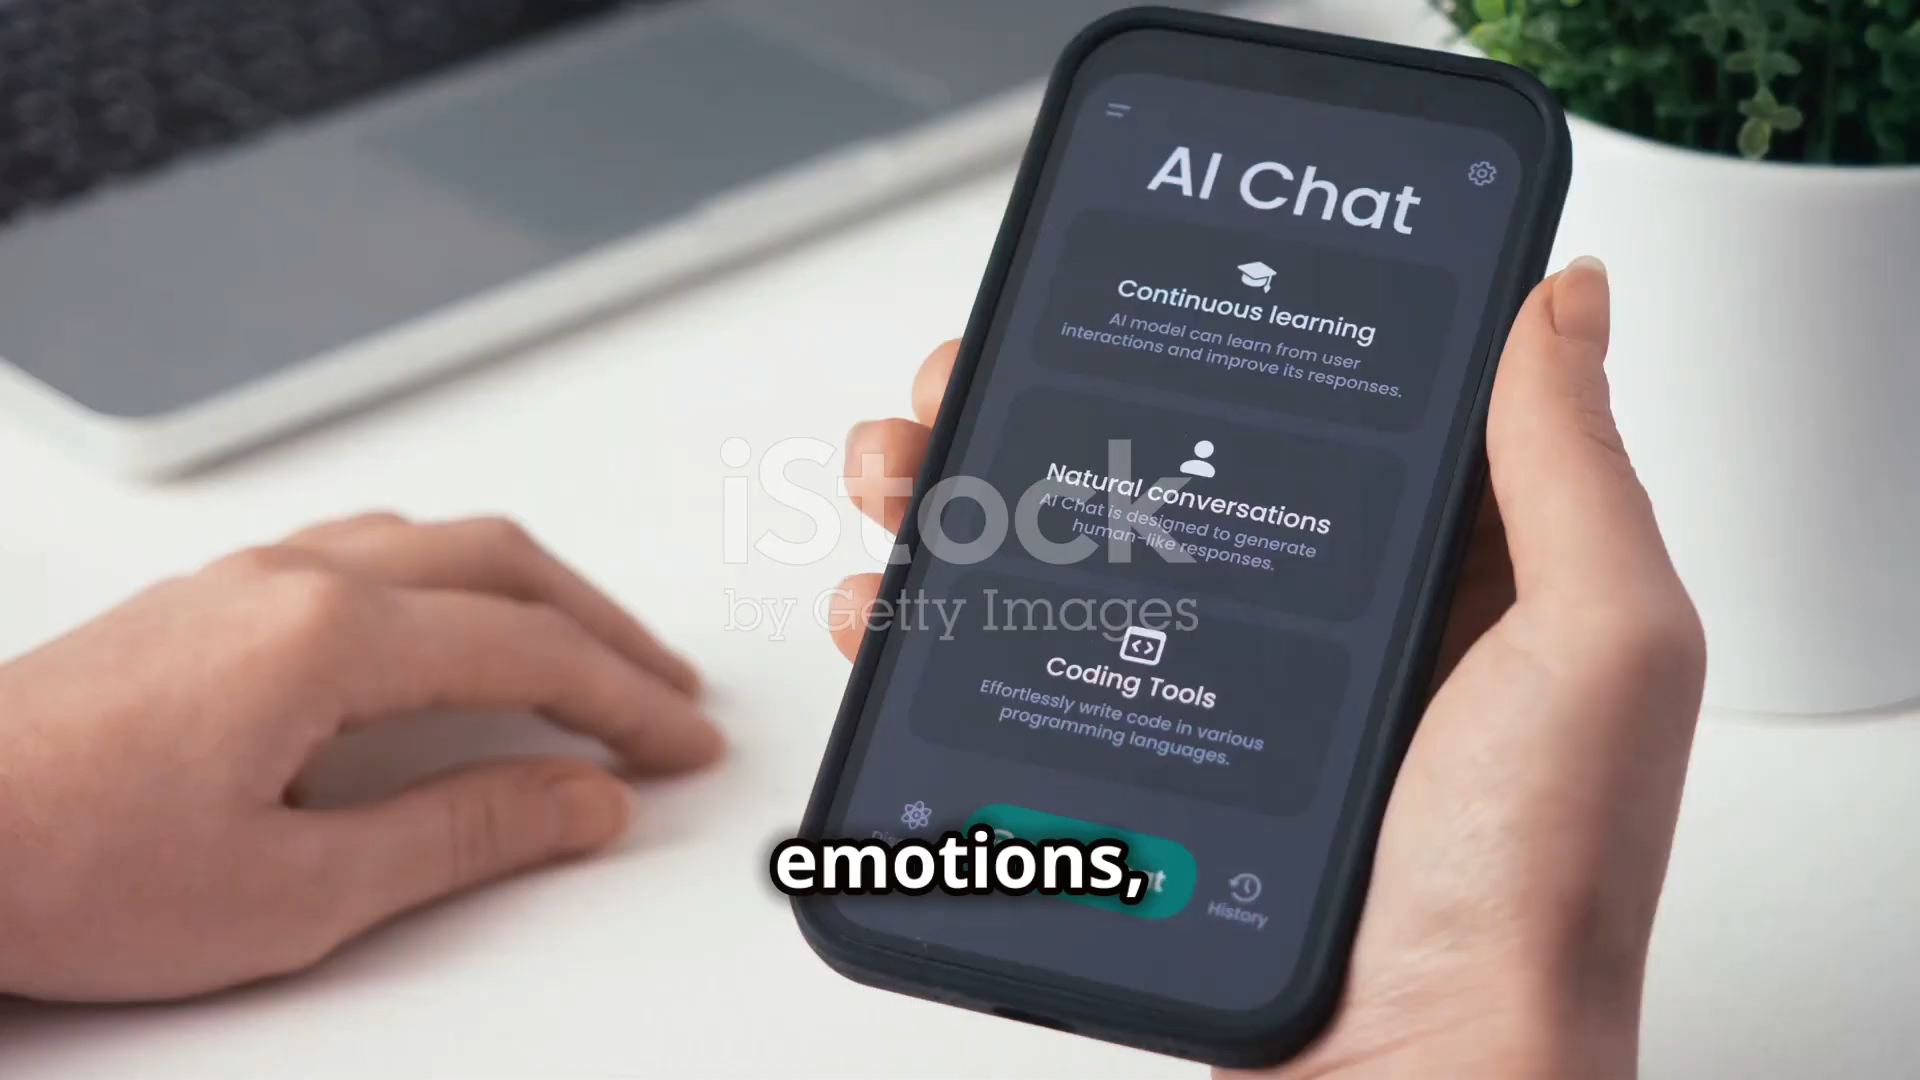 AI Chat
Continuous learning
AI model can learn from user
interactions and improve its responses.
Natural conversations
AI Chat is designed to generate
human-like responses.
Coding Tools
Effortlessly write code in various
programming languages.
emotions,
History
iStock
by Getty Images